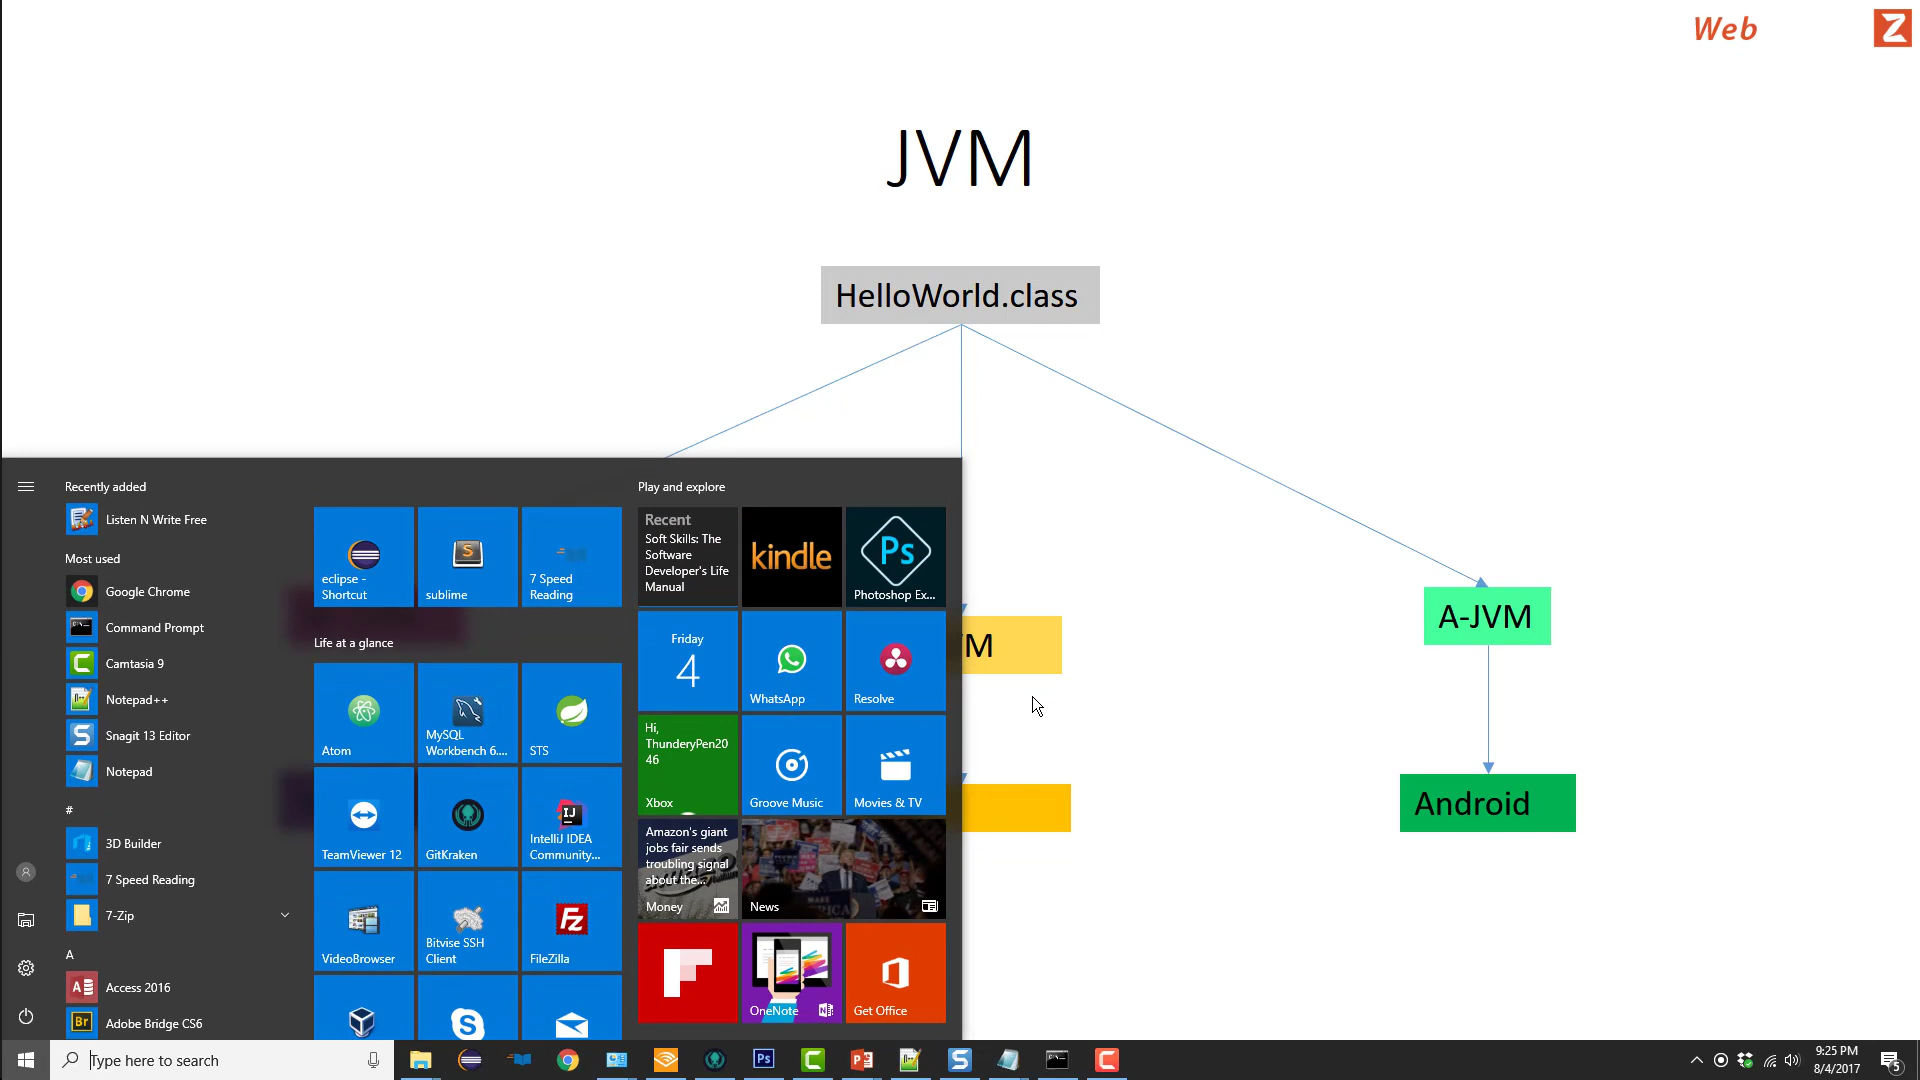 Web
Z
JVM
HelloWorld.class
A-JVM
Android
Recently added
Listen N Write Free
Most used
Google Chrome
Command Prompt
Camtasia 9
Notepad++
Snagit 13 Editor
Notepad
#
3D Builder
7 Speed Reading
7-Zip
A
Access 2016
Adobe Bridge CS6
eclipse -
Shortcut
sublime
7 Speed
Reading
Life at a glance
Atom
MySQL
Workbench 6....
STS
TeamViewer 12
GitKraken
IntelliJ IDEA
Community...
VideoBrowser
Bitvise SSH
Client
FileZilla
Play and explore
Recent
Soft Skills: The
Software
Developer's Life
Manual
kindle
Ps
Photoshop Ex...
Friday
4
WhatsApp
Resolve
Hi,
ThunderyPen20
46
Xbox
Groove Music
Movies & TV
Amazon's giant
jobs fair sends
troubling signal
about the...
Money
News
OneNote
Get Office
Type here to search
9:25 PM
8/4/2017
5